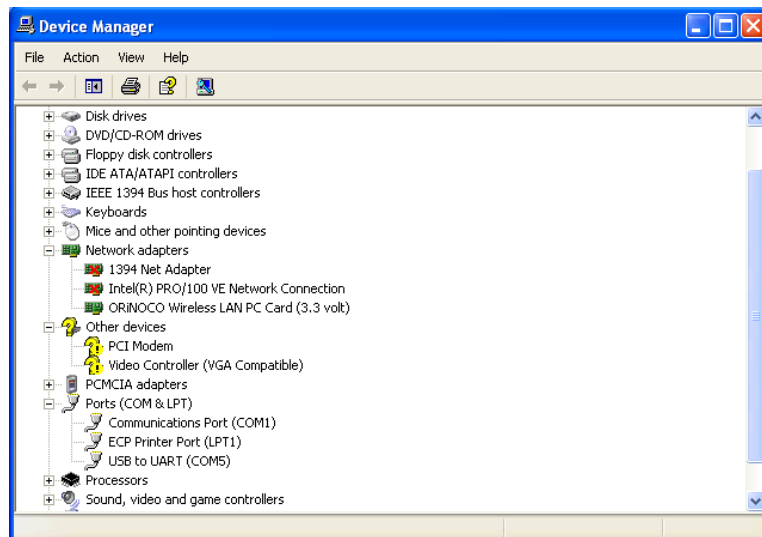 Device Manager
File Action View Help
Disk drives
DVD/CD-ROM drives
Floppy disk controllers
IDE ATA/ATAPI controllers
IEEE 1394 Bus host controllers
Keyboards
Mice and other pointing devices
Network adapters
1394 Net Adapter
Intel(R) PRO/100 VE Network Connection
ORiNOCO Wireless LAN PC Card (3.3 volt)
Other devices
PCI Modem
Video Controller (VGA Compatible)
PCMCIA adapters
Ports (COM & LPT)
Communications Port (COM1)
ECP Printer Port (LPT1)
USB to UART (COM5)
Processors
Sound, video and game controllers